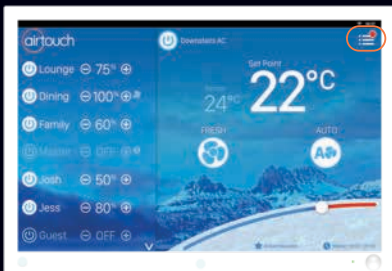 airtouch
Downstairs AC
Lounge 75%
Dining 100%
Family 60%
Master OFF
Josh 50%
Jess 80%
Guest OFF
Set Point
22°C
24°C
FRESH
AUTO
A